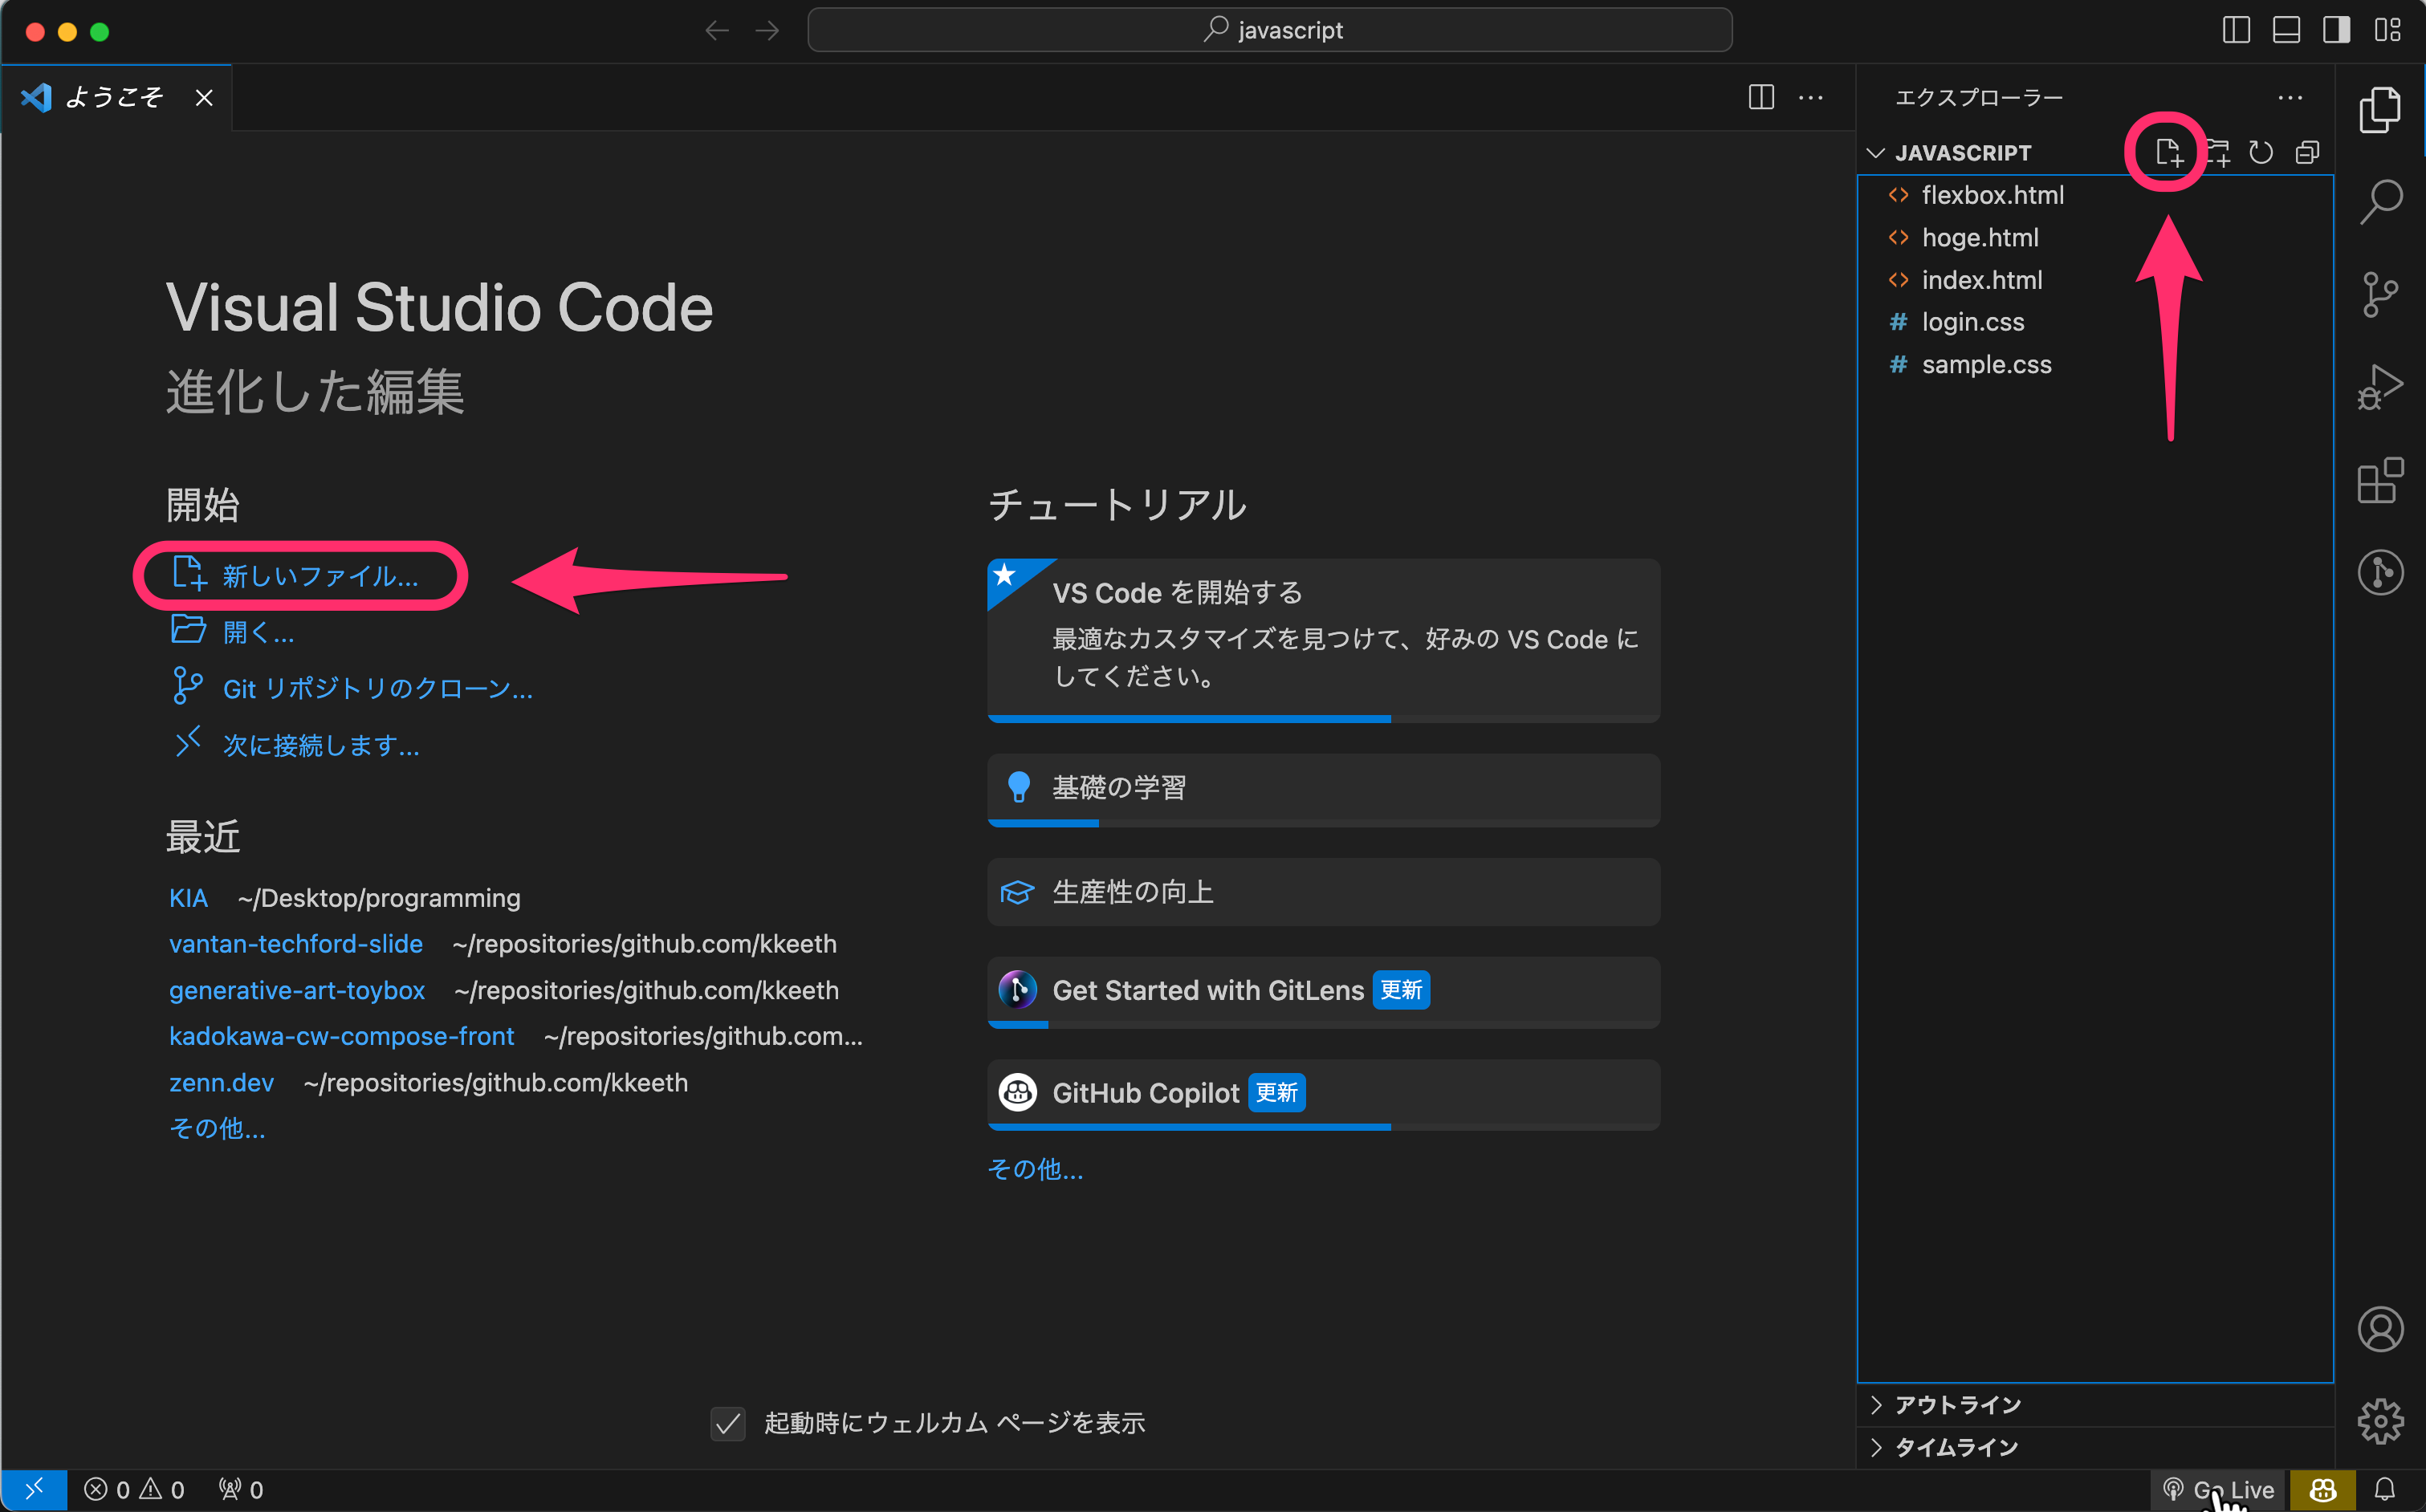 javascript
ようこそ
エクスプローラー
JAVASCRIPT
flexbox.html
hoge.html
index.html
login.css
sample.css
Visual Studio Code
進化した編集
開始
新しいファイル...
開く...
Git リポジトリのクローン...
次に接続します...
最近
KIA ~/Desktop/programming
vantan-techford-slide ~/repositories/github.com/kkeeth
generative-art-toybox ~/repositories/github.com/kkeeth
kadokawa-cw-compose-front ~/repositories/github.com...
zenn.dev ~/repositories/github.com/kkeeth
その他...
チュートリアル
VS Code を開始する
最適なカスタマイズを見つけて、好みの VS Code に
してください。
基礎の学習
生産性の向上
Get Started with GitLens 更新
GitHub Copilot 更新
その他...
起動時にウェルカム ページを表示
アウトライン
タイムライン
0 0 0
Go Live